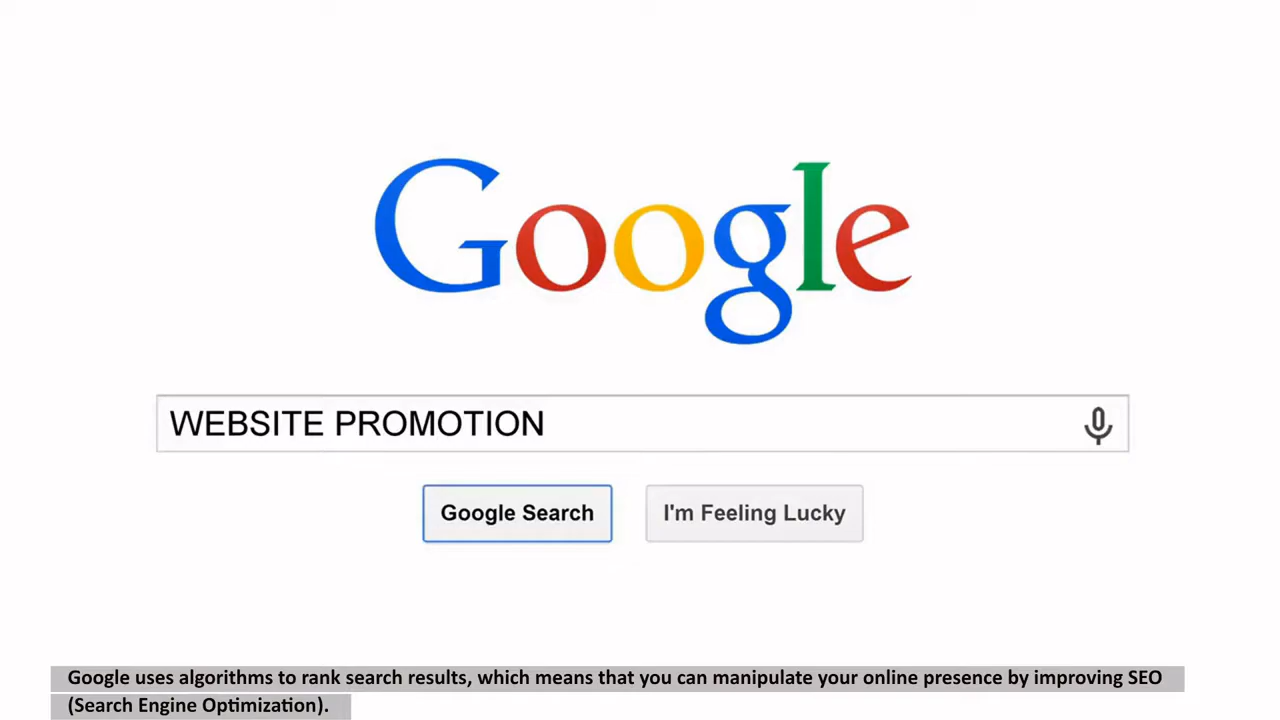 Google
WEBSITE PROMOTION
Google Search I'm Feeling Lucky
Google uses algorithms to rank search results, which means that you can manipulate your online presence by improving SEO
(Search Engine Optimization).